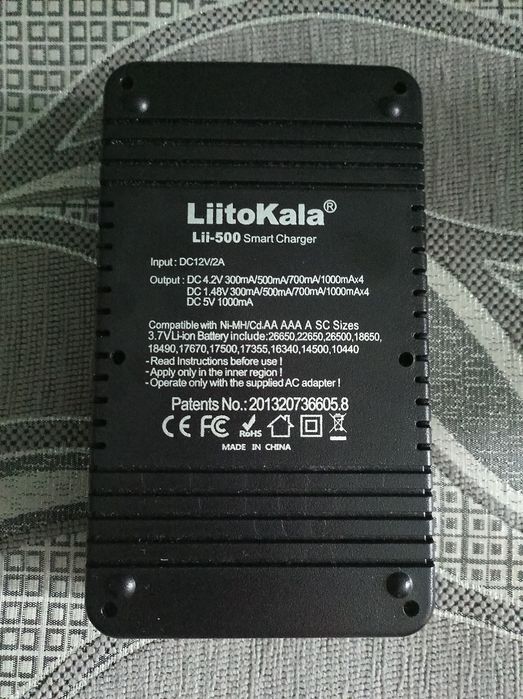 LiitoKala®
Lii-500 Smart Charger
Input : DC12V/2A
Output : DC 4.2V 300mA/500mA/700mA/1000mAx4
DC 1.48V 300mA/500mA/700mA/1000mAx4
DC 5V 1000mA
Compatible with Ni-MH/Cd.AA AAA A SC Sizes
3.7V Li-ion Battery include:26650,22650,26500,18650,
18490,17670,17500,17355,16340,14500,10440
-Read Instructions before use !
-Apply only in the inner region !
-Operate only with the supplied AC adapter !
Patents No.: 201320736605.8
CE FC RoHS
MADE IN CHINA